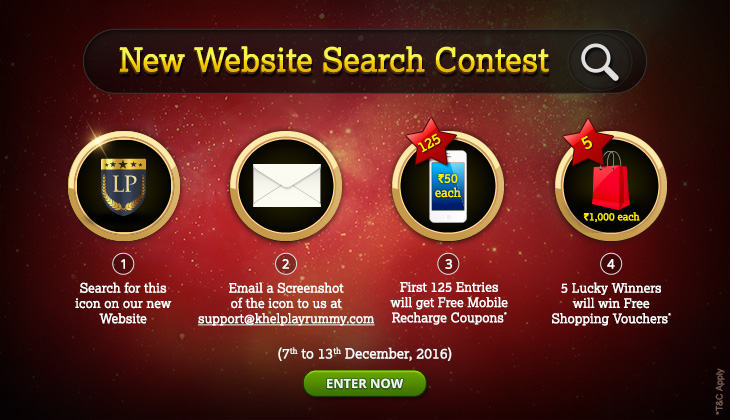 New Website Search Contest
LP
125
₹50
each
5
₹1,000 each
1
Search for this
icon on our new
Website
2
Email a Screenshot
of the icon to us at
support@khelplayrummy.com
3
First 125 Entries
will get Free Mobile
Recharge Coupons*
4
5 Lucky Winners
will win Free
Shopping Vouchers*
(7th to 13th December, 2016)
ENTER NOW
*T&C Apply